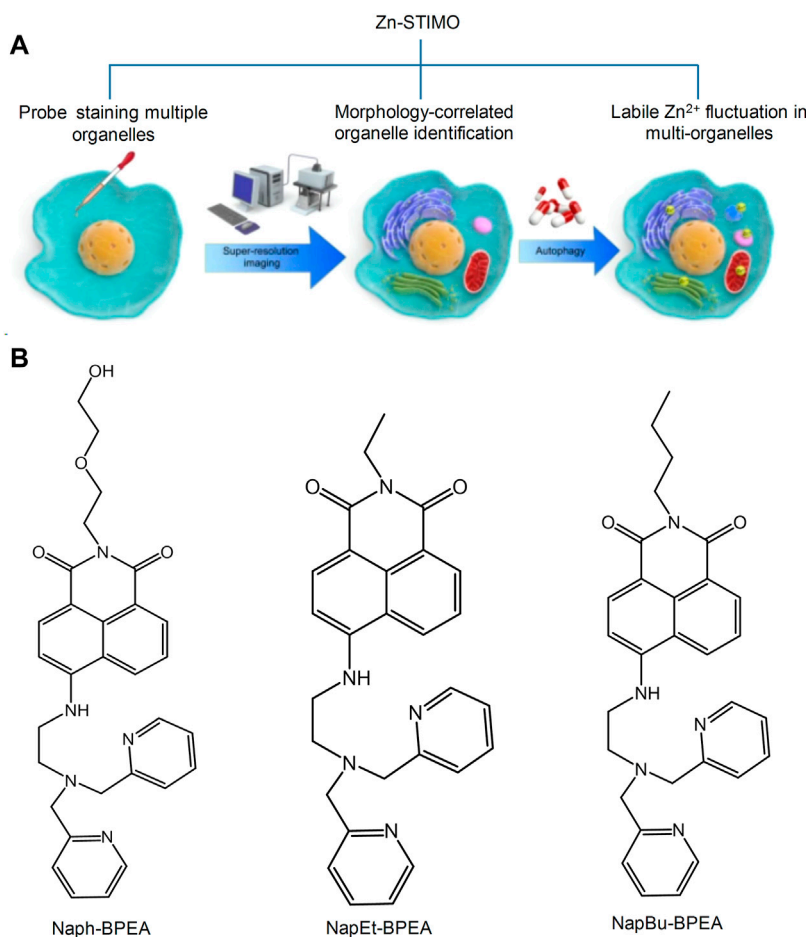 Zn-STIMO
A
Probe staining multiple
organelles
Morphology-correlated
organelle identification
Labile Zn²⁺ fluctuation in
multi-organelles
Super-resolution
imaging
Autophagy
B
OH
O
O
N
O
NH
N
N
N
Naph-BPEA
O
N
O
NH
N
N
N
NapEt-BPEA
O
N
O
NH
N
N
N
NapBu-BPEA